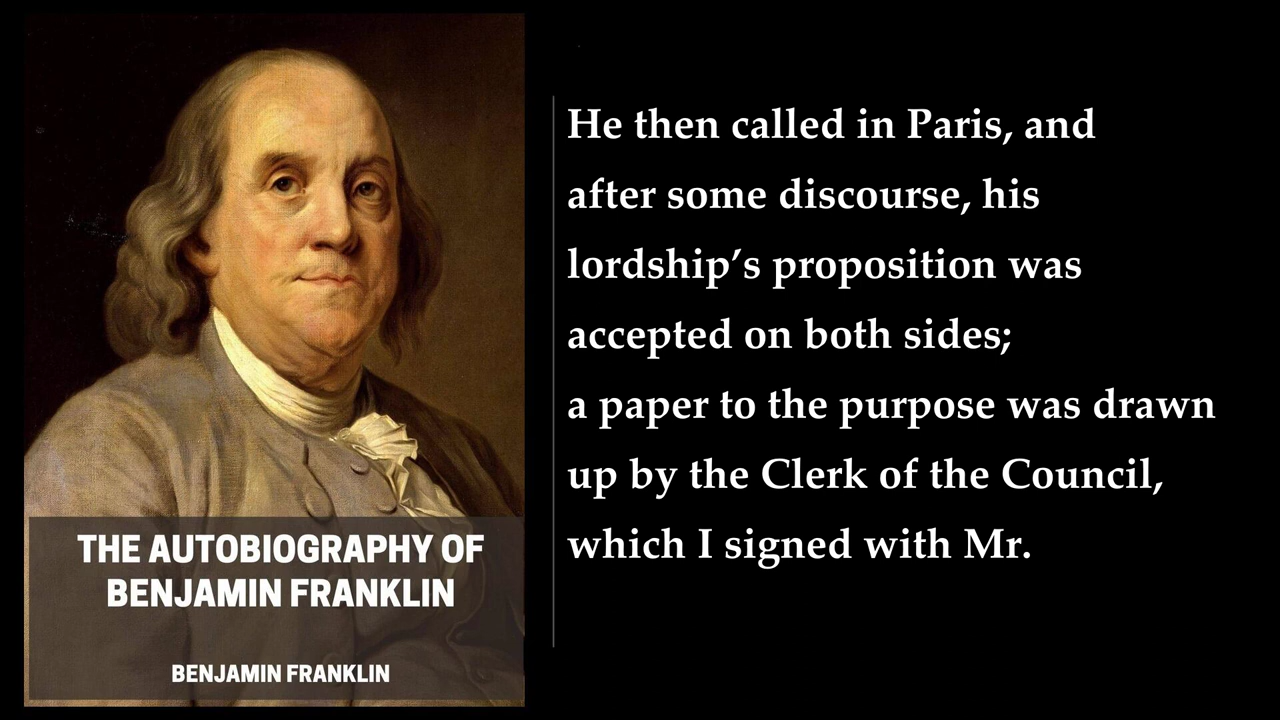 THE AUTOBIOGRAPHY OF
BENJAMIN FRANKLIN
BENJAMIN FRANKLIN
He then called in Paris, and
after some discourse, his
lordship’s proposition was
accepted on both sides;
a paper to the purpose was drawn
up by the Clerk of the Council,
which I signed with Mr.